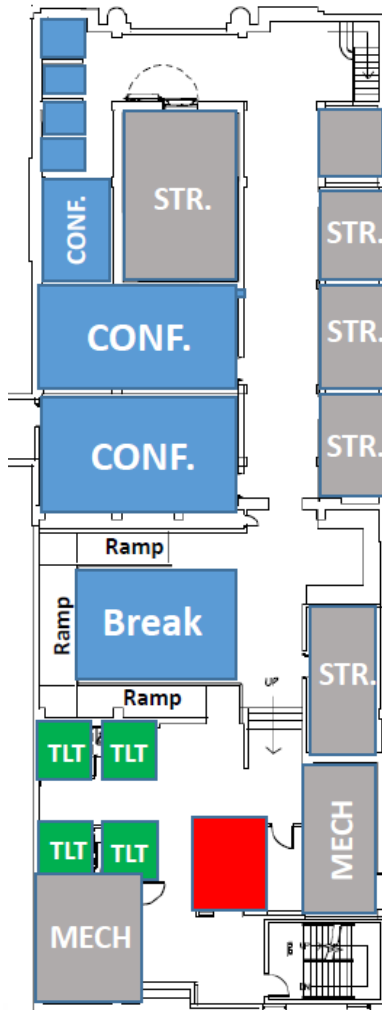 STR.
CONF.
STR.
CONF.
STR.
CONF.
STR.
Ramp
Ramp
Break
STR.
UP
Ramp
TLT
TLT
TLT
TLT
MECH
MECH